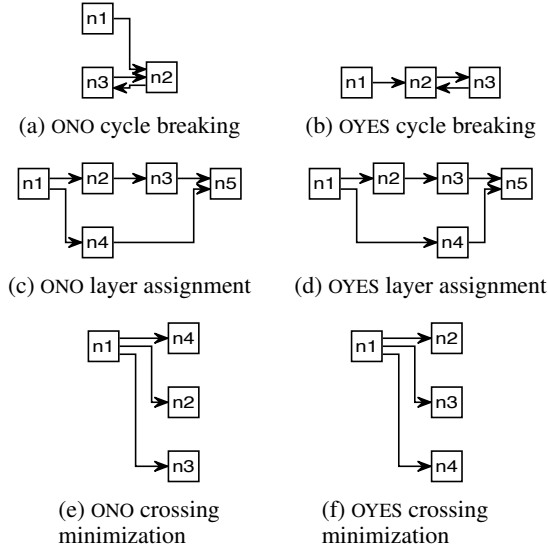 n1
n3
n2
n1
n2
n3
(a) ONO cycle breaking
(b) OYES cycle breaking
n1
n2
n3
n5
n4
n1
n2
n3
n5
n4
(c) ONO layer assignment
(d) OYES layer assignment
n1
n4
n2
n3
n1
n2
n3
n4
(e) ONO crossing
minimization
(f) OYES crossing
minimization